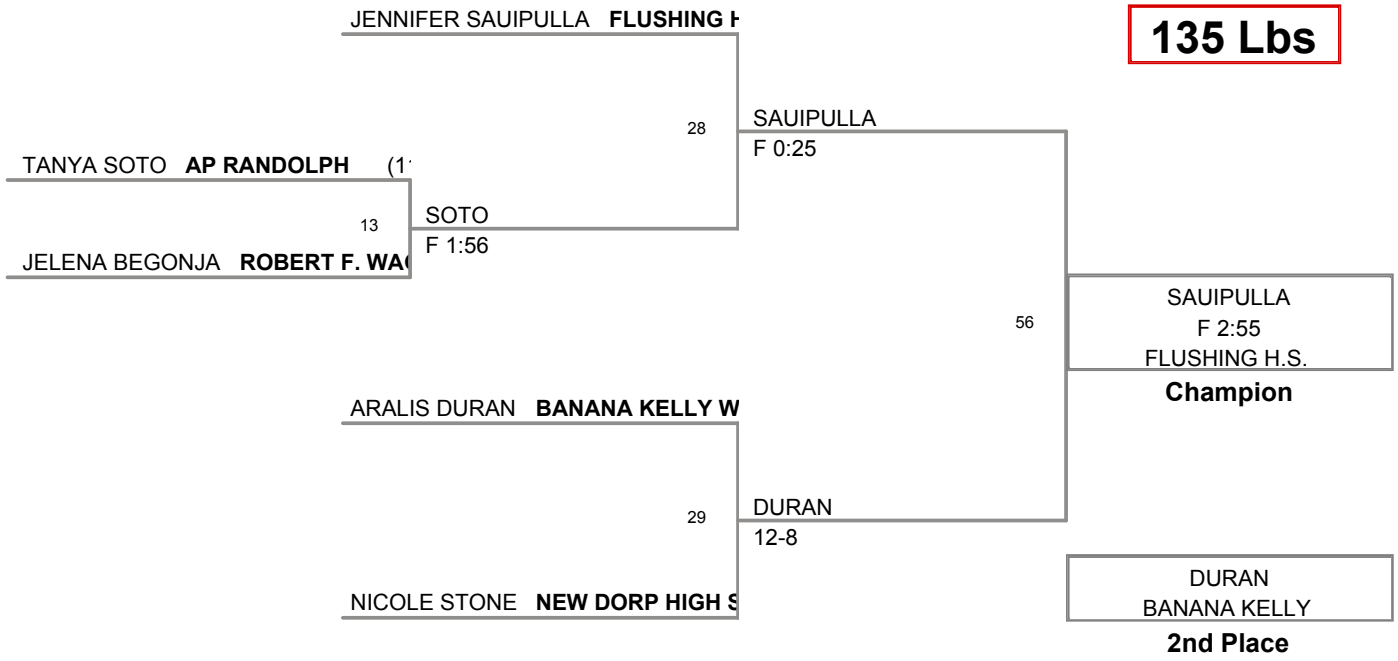 JENNIFER SAUIPULLA FLUSHING
135 Lbs
28
SAUIPULLA
F 0:25
TANYA SOTO AP RANDOLPH
13
SOTO
F 1:56
JELENA BEGONJA ROBERT F.
56
SAUIPULLA
F 2:55
FLUSHING H.S.
Champion
ARALIS DURAN BANANA KELLY
29
DURAN
12-8
NICOLE STONE NEW DORP HIGH
DURAN
BANANA KELLY
2nd Place